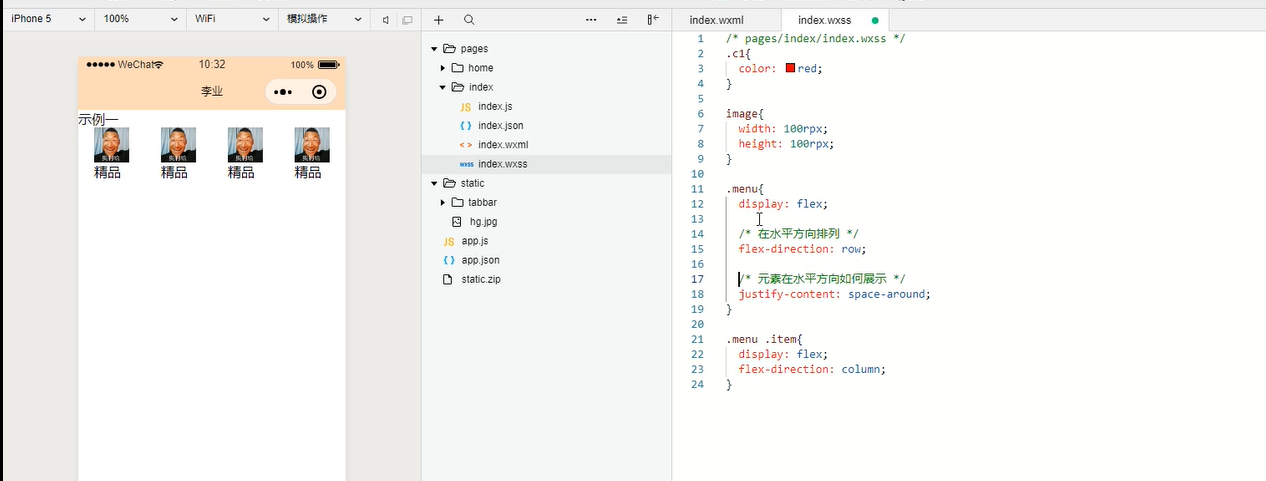 iPhone 5 100% WiFi 模拟操作
index.wxml index.wxss
WeChat 10:32 100%
李业
示例一
精品 精品 精品 精品
pages
home
index
JS index.js
{ } index.json
< > index.wxml
wxss index.wxss
static
tabbar
hg.jpg
JS app.js
{ } app.json
static.zip
1 /* pages/index/index.wxss */
2 .c1{
3 color: red;
4 }
5
6 image{
7 width: 100rpx;
8 height: 100rpx;
9 }
10
11 .menu{
12 display: flex;
13
14 /* 在水平方向排列 */
15 flex-direction: row;
16
17 /* 元素在水平方向如何展示 */
18 justify-content: space-around;
19 }
20
21 .menu .item{
22 display: flex;
23 flex-direction: column;
24 }